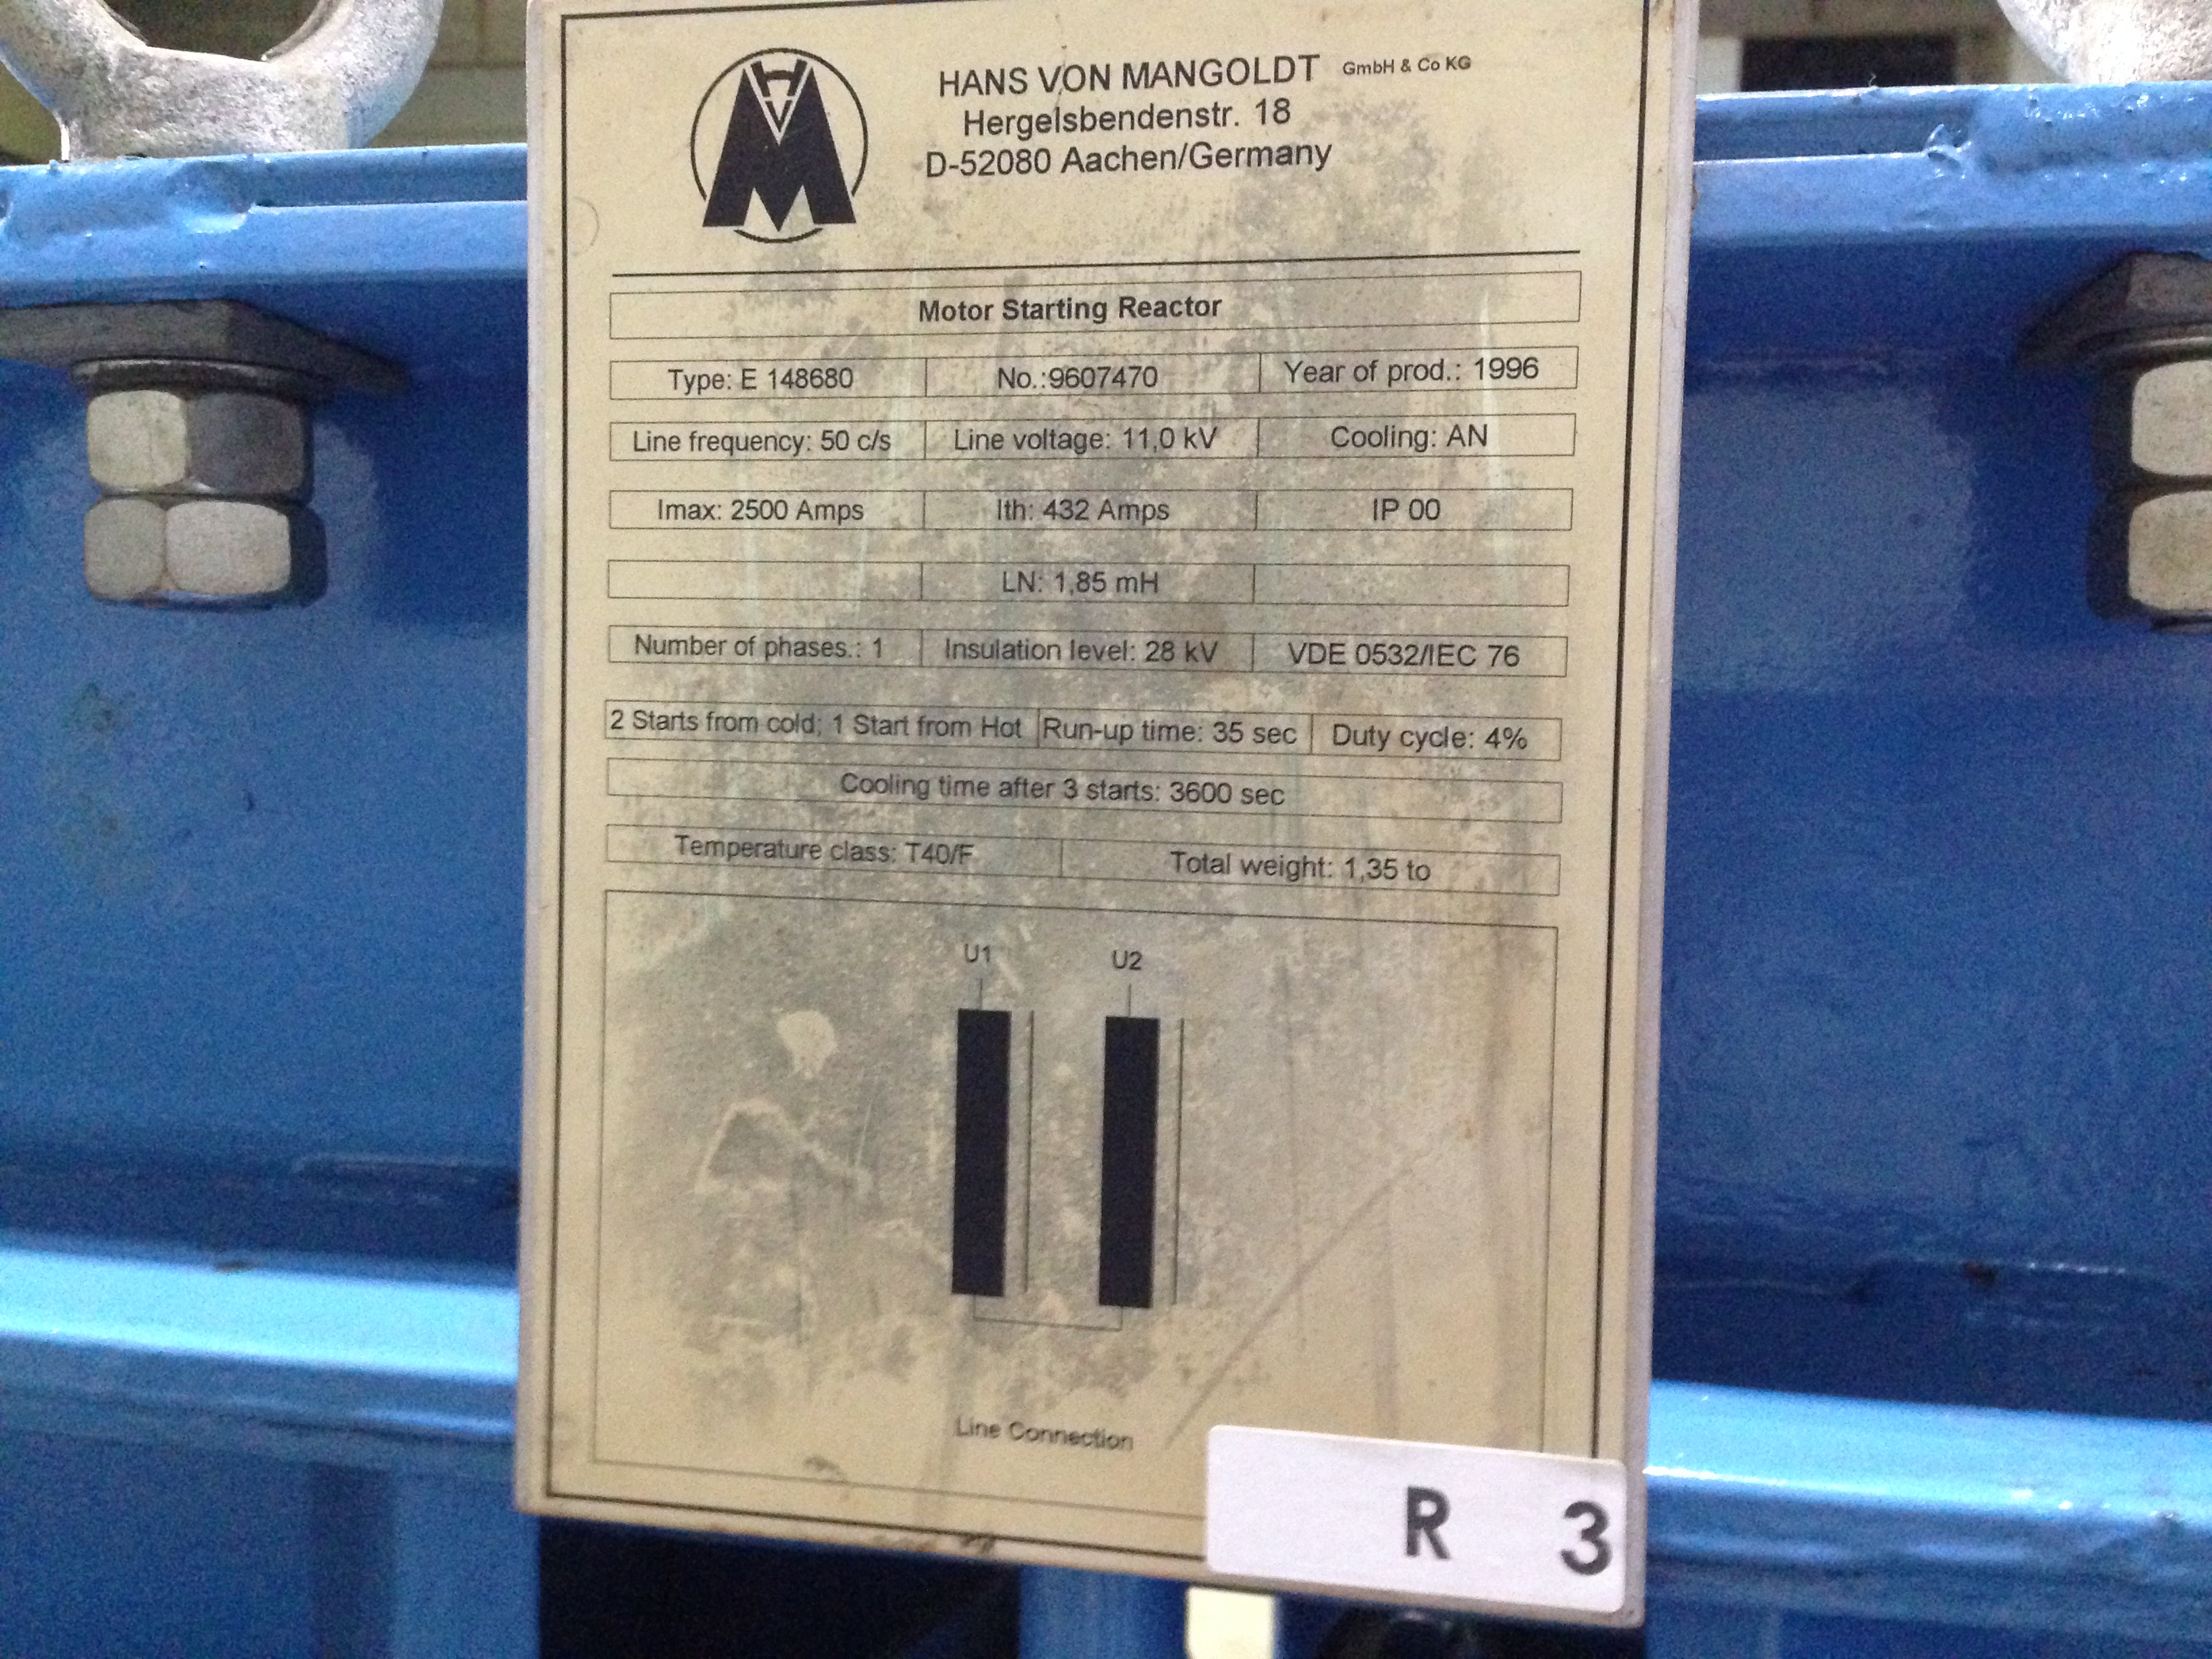 HANS VON MANGOLDT GmbH & Co KG
Hergelsbendenstr. 18
D-52080 Aachen/Germany
Motor Starting Reactor
Type: E 148680 No.:9607470 Year of prod.: 1996
Line frequency: 50 c/s Line voltage: 11,0 kV Cooling: AN
Imax: 2500 Amps Ith: 432 Amps IP 00
LN: 1,85 mH
Number of phases.: 1 Insulation level: 28 kV VDE 0532/IEC 76
2 Starts from cold; 1 Start from Hot Run-up time: 35 sec Duty cycle: 4%
Cooling time after 3 starts: 3600 sec
Temperature class: T40/F Total weight: 1,35 to
U1 U2
Line Connection
R 3